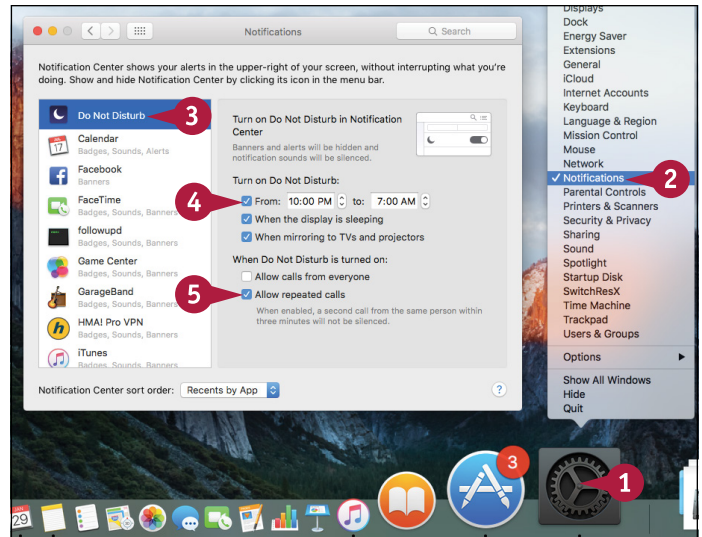 Notifications
Search
Notification Center shows your alerts in the upper-right of your screen, without interrupting what you're
doing. Show and hide Notification Center by clicking its icon in the menu bar.
Do Not Disturb
3
17
Calendar
Badges, Sounds, Alerts
Facebook
Banners
FaceTime
Badges, Sounds, Banners
followupd
Badges, Sounds, Banners
Game Center
Badges, Sounds, Banners
GarageBand
Badges, Sounds, Banners
HMA! Pro VPN
Badges, Sounds, Banners
iTunes
Badges, Sounds, Banners
Turn on Do Not Disturb in Notification
Center
Banners and alerts will be hidden and
notification sounds will be silenced.
Turn on Do Not Disturb:
4
From: 10:00 PM to: 7:00 AM
When the display is sleeping
When mirroring to TVs and projectors
When Do Not Disturb is turned on:
Allow calls from everyone
5
Allow repeated calls
When enabled, a second call from the same person within
three minutes will not be silenced.
Notification Center sort order: Recents by App
?
Displays
Dock
Energy Saver
Extensions
General
iCloud
Internet Accounts
Keyboard
Language & Region
Mission Control
Mouse
Network
✓ Notifications
2
Parental Controls
Printers & Scanners
Security & Privacy
Sharing
Sound
Spotlight
Startup Disk
SwitchResX
Time Machine
Trackpad
Users & Groups
Options
Show All Windows
Hide
Quit
3
1
29